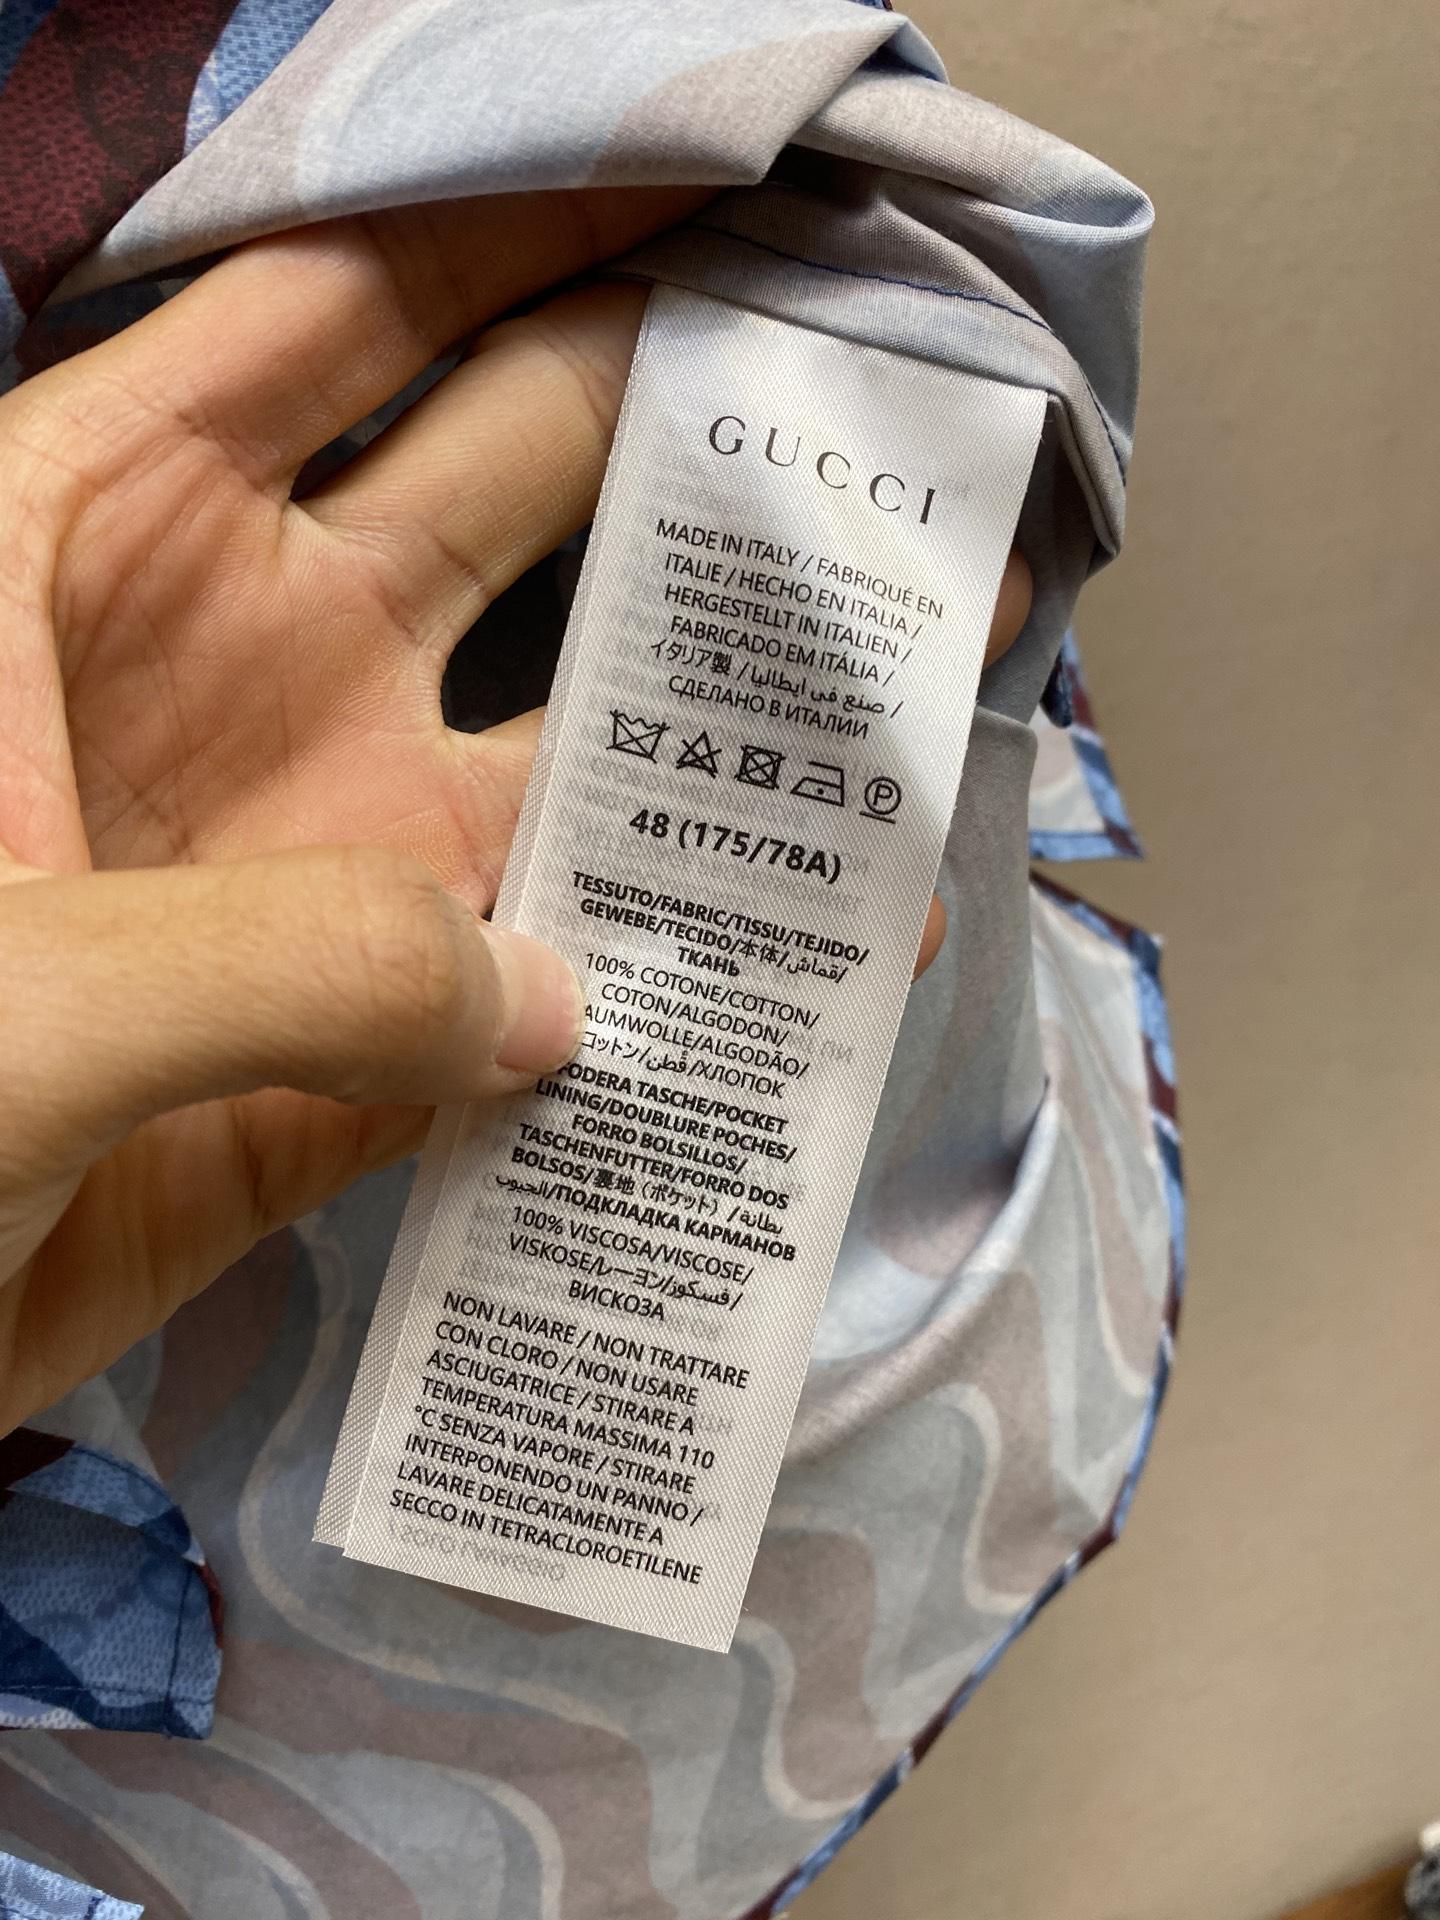 GUCCI
MADE IN ITALY / FABRIQUÉ EN
ITALIE / HECHO EN ITALIA /
HERGESTELLT IN ITALIEN /
FABRICADO EM ITÁLIA /
イタリア製 / صنع في ايطاليا /
СДЕЛАНО В ИТАЛИИ
P
48 (175/78A)
TESSUTO/FABRIC/TISSU/TEJIDO/
GEWEBE/TECIDO/本体/قماش/
ТКАНЬ
100% COTONE/COTTON/
COTON/ALGODON/
AUMWOLLE/ALGODÃO/
コットン/قُطن/ХЛОПОК
FODERA TASCHE/POCKET
LINING/DOUBLURE POCHES/
FORRO BOLSILLOS/
TASCHENFUTTER/FORRO DOS
BOLSOS/裏地（ポケット）/بطانة
الجيوب/ПОДКЛАДКА КАРМАНОВ
100% VISCOSA/VISCOSE/
VISKOSE/レーヨン/فسكوز/
ВИСКОЗА
NON LAVARE / NON TRATTARE
CON CLORO / NON USARE
ASCIUGATRICE / STIRARE A
TEMPERATURA MASSIMA 110
°C SENZA VAPORE / STIRARE
INTERPONENDO UN PANNO /
LAVARE DELICATAMENTE A
SECCO IN TETRACLOROETILENE